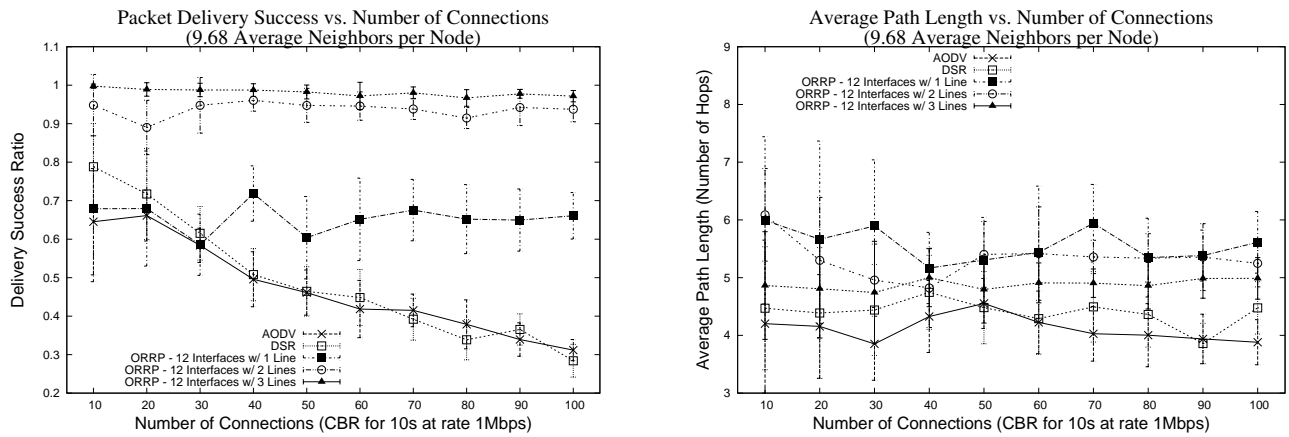 Packet Delivery Success vs. Number of Connections
(9.68 Average Neighbors per Node)
1.1
1
0.9
0.8
0.7
0.6
0.5
0.4
0.3
0.2
Delivery Success Ratio
AODV
DSR
ORRP - 12 Interfaces w/ 1 Line
ORRP - 12 Interfaces w/ 2 Lines
ORRP - 12 Interfaces w/ 3 Lines
10 20 30 40 50 60 70 80 90 100
Number of Connections (CBR for 10s at rate 1Mbps)
Average Path Length vs. Number of Connections
(9.68 Average Neighbors per Node)
9
8
7
6
5
4
3
Average Path Length (Number of Hops)
AODV
DSR
ORRP - 12 Interfaces w/ 1 Line
ORRP - 12 Interfaces w/ 2 Lines
ORRP - 12 Interfaces w/ 3 Lines
10 20 30 40 50 60 70 80 90 100
Number of Connections (CBR for 10s at rate 1Mbps)